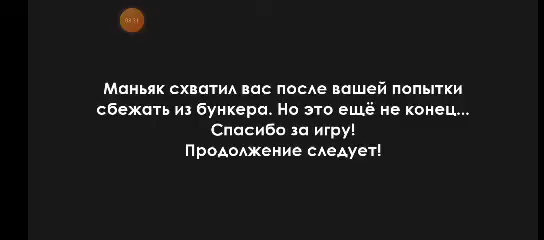 Маньяк схватил вас после вашей попытки
сбежать из бункера. Но это ещё не конец...
Спасибо за игру!
Продолжение следует!